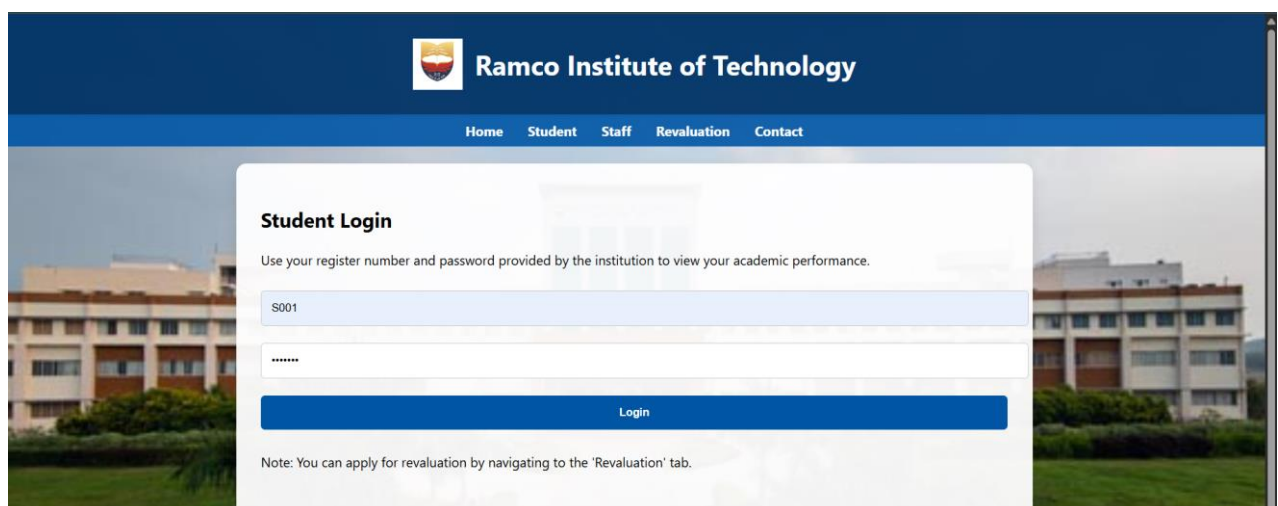 Ramco Institute of Technology
Home Student Staff Revaluation Contact
Student Login
Use your register number and password provided by the institution to view your academic performance.
S001
•••••••
Login
Note: You can apply for revaluation by navigating to the 'Revaluation' tab.